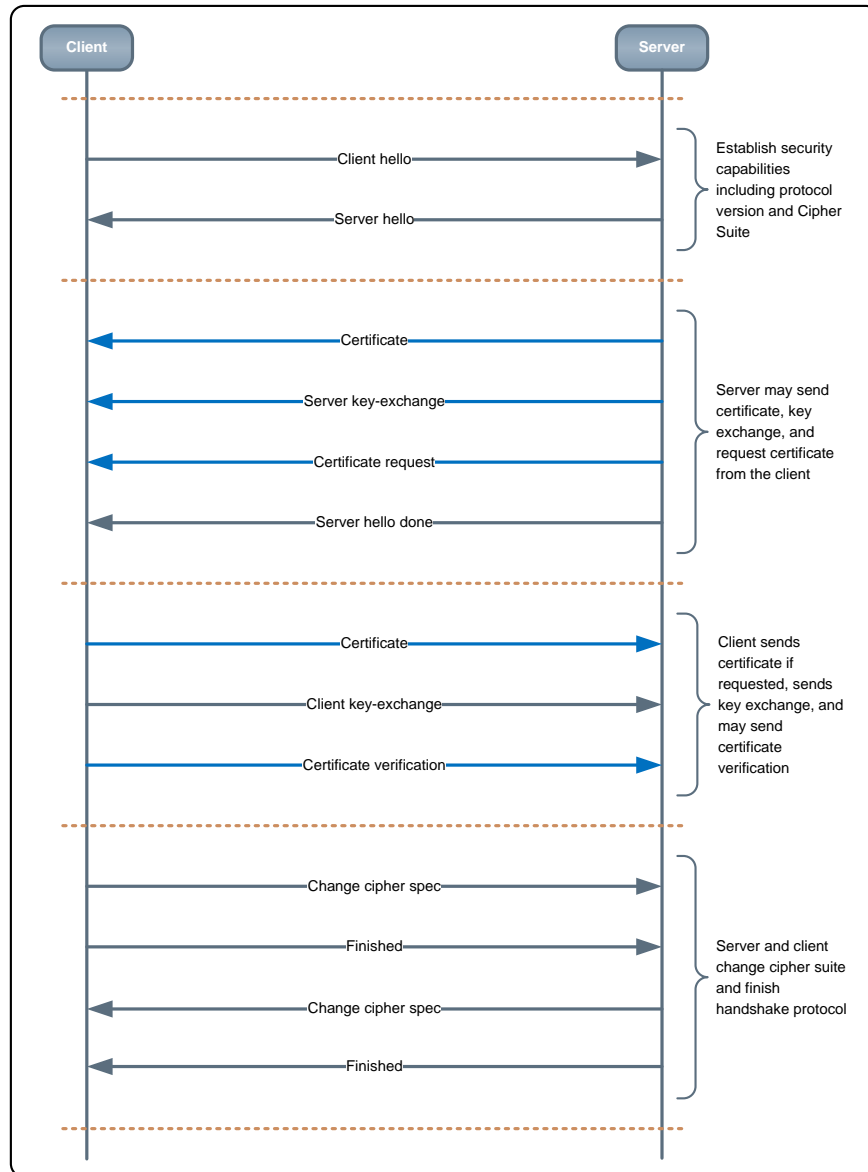 Client
Server
Client hello
Server hello
Establish security
capabilities
including protocol
version and Cipher
Suite
Certificate
Server key-exchange
Certificate request
Server hello done
Server may send
certificate, key
exchange, and
request certificate
from the client
Certificate
Client key-exchange
Certificate verification
Client sends
certificate if
requested, sends
key exchange, and
may send
certificate
verification
Change cipher spec
Finished
Change cipher spec
Finished
Server and client
change cipher suite
and finish
handshake protocol